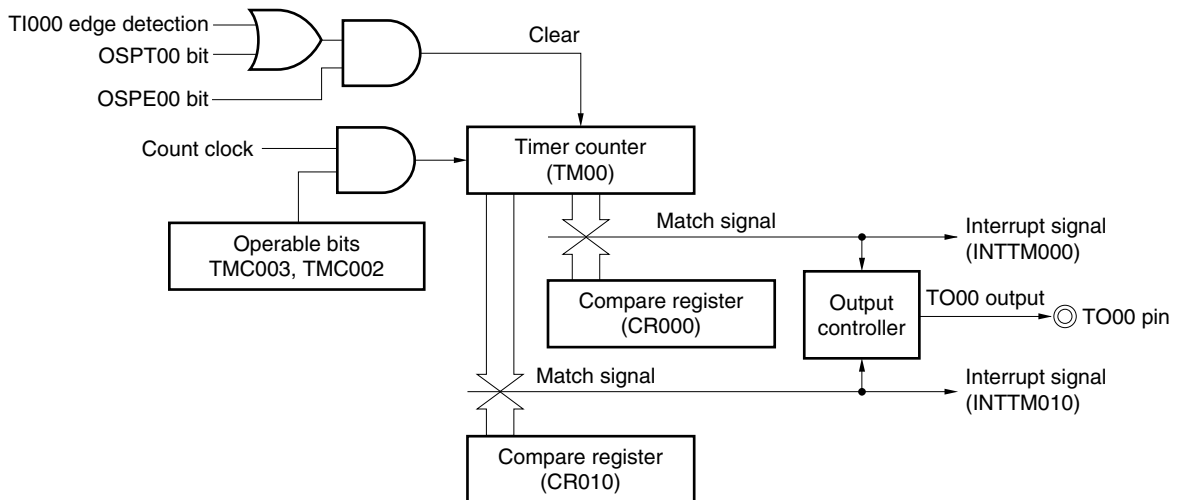 TI000 edge detection
OSPT00 bit
OSPE00 bit
Clear
Count clock
Timer counter
(TM00)
Operable bits
TMC003, TMC002
Match signal
Interrupt signal
(INTTM000)
Compare register
(CR000)
Output
controller
TO00 output
TO00 pin
Match signal
Interrupt signal
(INTTM010)
Compare register
(CR010)